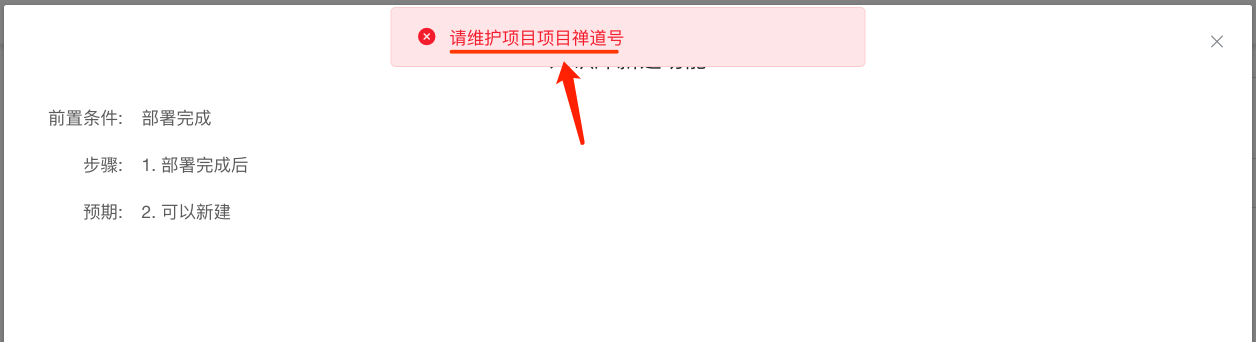 请维护项目项目禅道号
前置条件: 部署完成
步骤: 1. 部署完成后
预期: 2. 可以新建